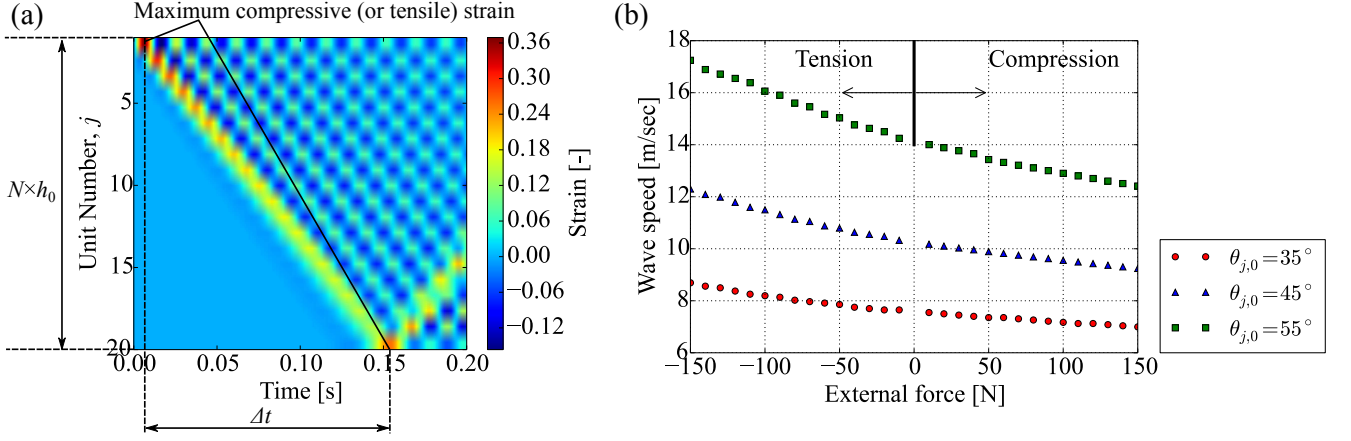 (a)
Maximum compressive (or tensile) strain
N×h₀
Unit Number, j
5
10
15
20
0.00 0.05 0.10 0.15 0.20
Time [s]
Δt
0.36
0.30
0.24
0.18
0.12
0.06
0.00
−0.06
−0.12
Strain [-]
(b)
Tension Compression
18
16
14
12
10
8
6
Wave speed [m/sec]
−150 −100 −50 0 50 100 150
External force [N]
θj,0=35°
θj,0=45°
θj,0=55°